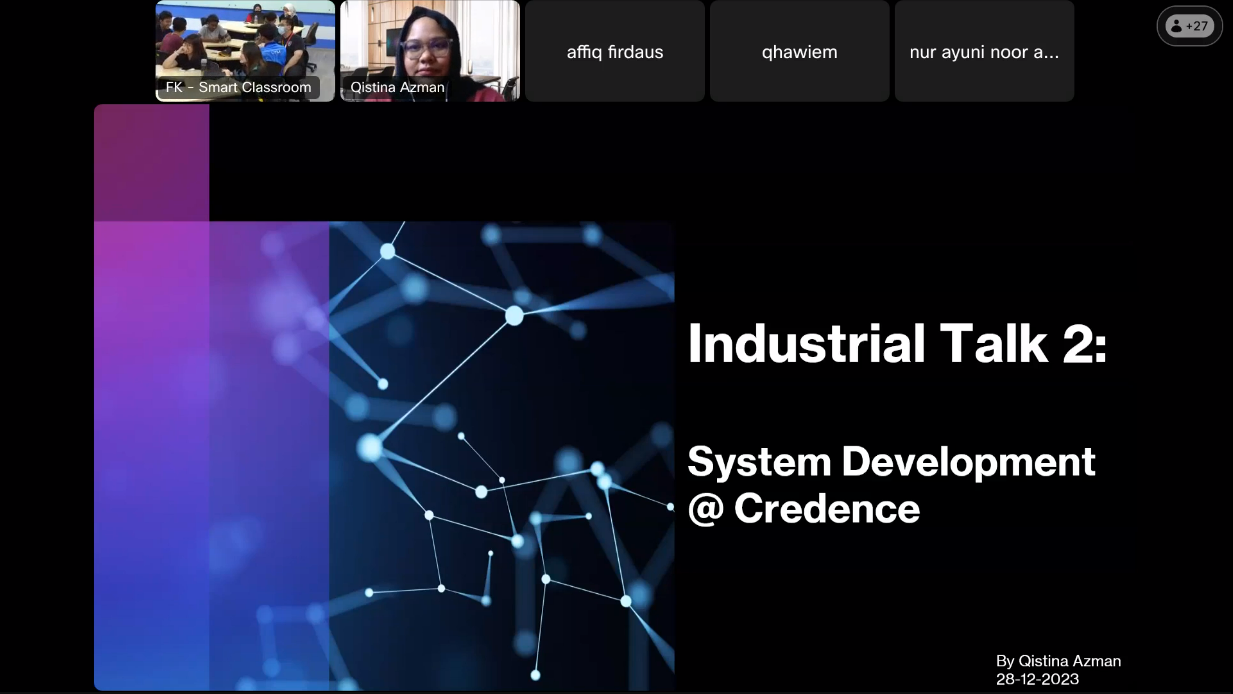 FK - Smart Classroom
Qistina Azman
affiq firdaus
qhawiem
nur ayuni noor a...
+27
Industrial Talk 2:
System Development
@ Credence
By Qistina Azman
28-12-2023